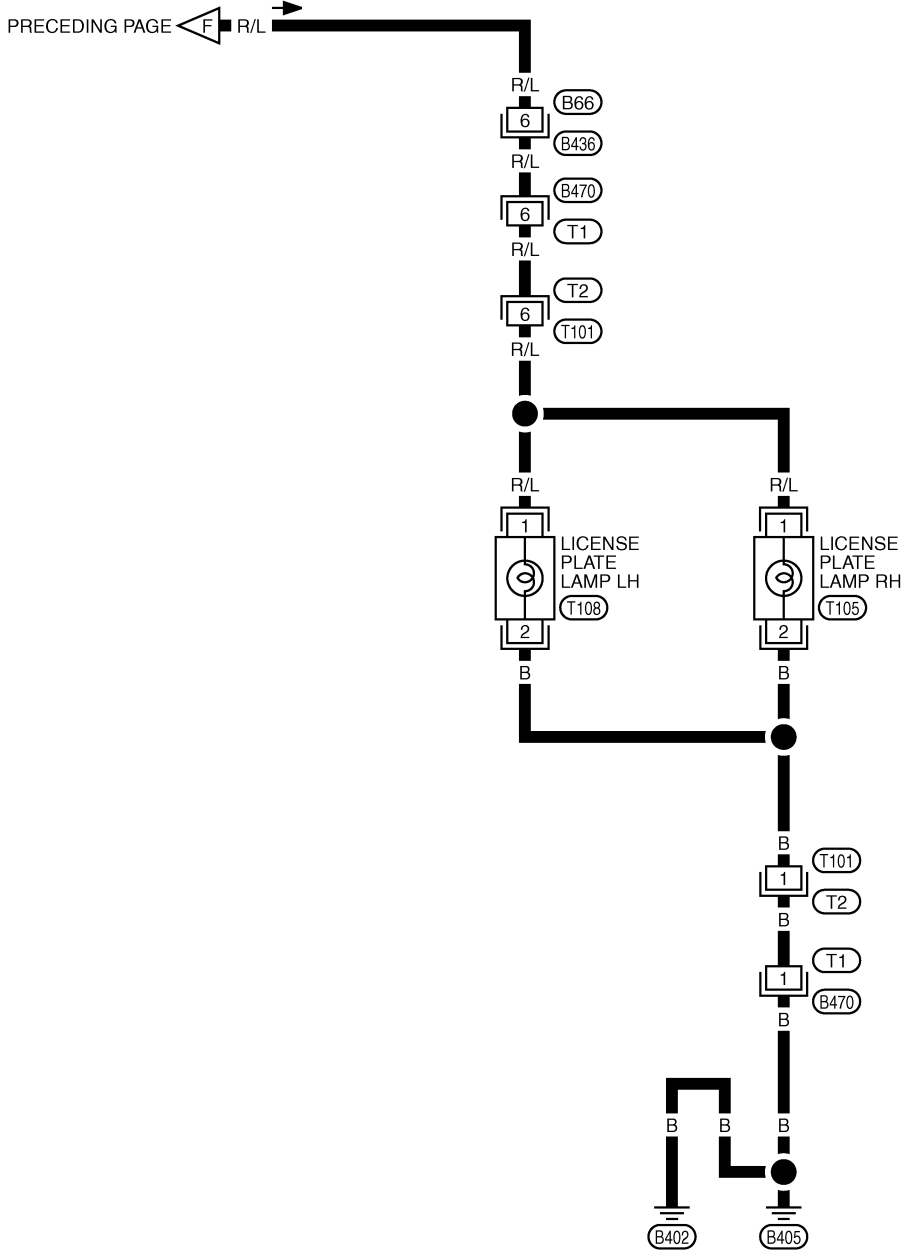 PRECEDING PAGE F R/L
R/L
6
B66
B436
R/L
B470
6
T1
R/L
T2
6
T101
R/L
R/L
R/L
1
1
LICENSE
PLATE
LAMP LH
T108
LICENSE
PLATE
LAMP RH
T105
2
2
B
B
B
T101
1
T2
B
T1
1
B470
B
B
B
B
B402
B405